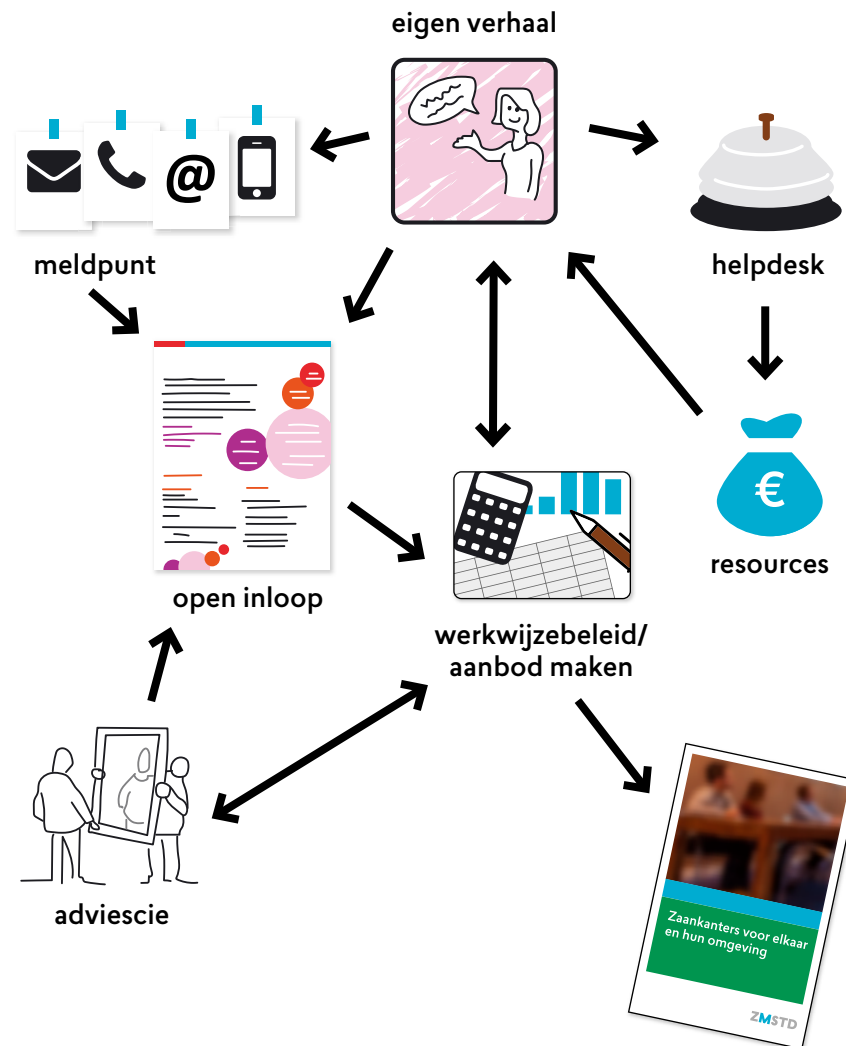 eigen verhaal
@
meldpunt
helpdesk
€
resources
open inloop
werkwijzebeleid/
aanbod maken
adviescie
Zaankanters voor elkaar
en hun omgeving
ZMSTD